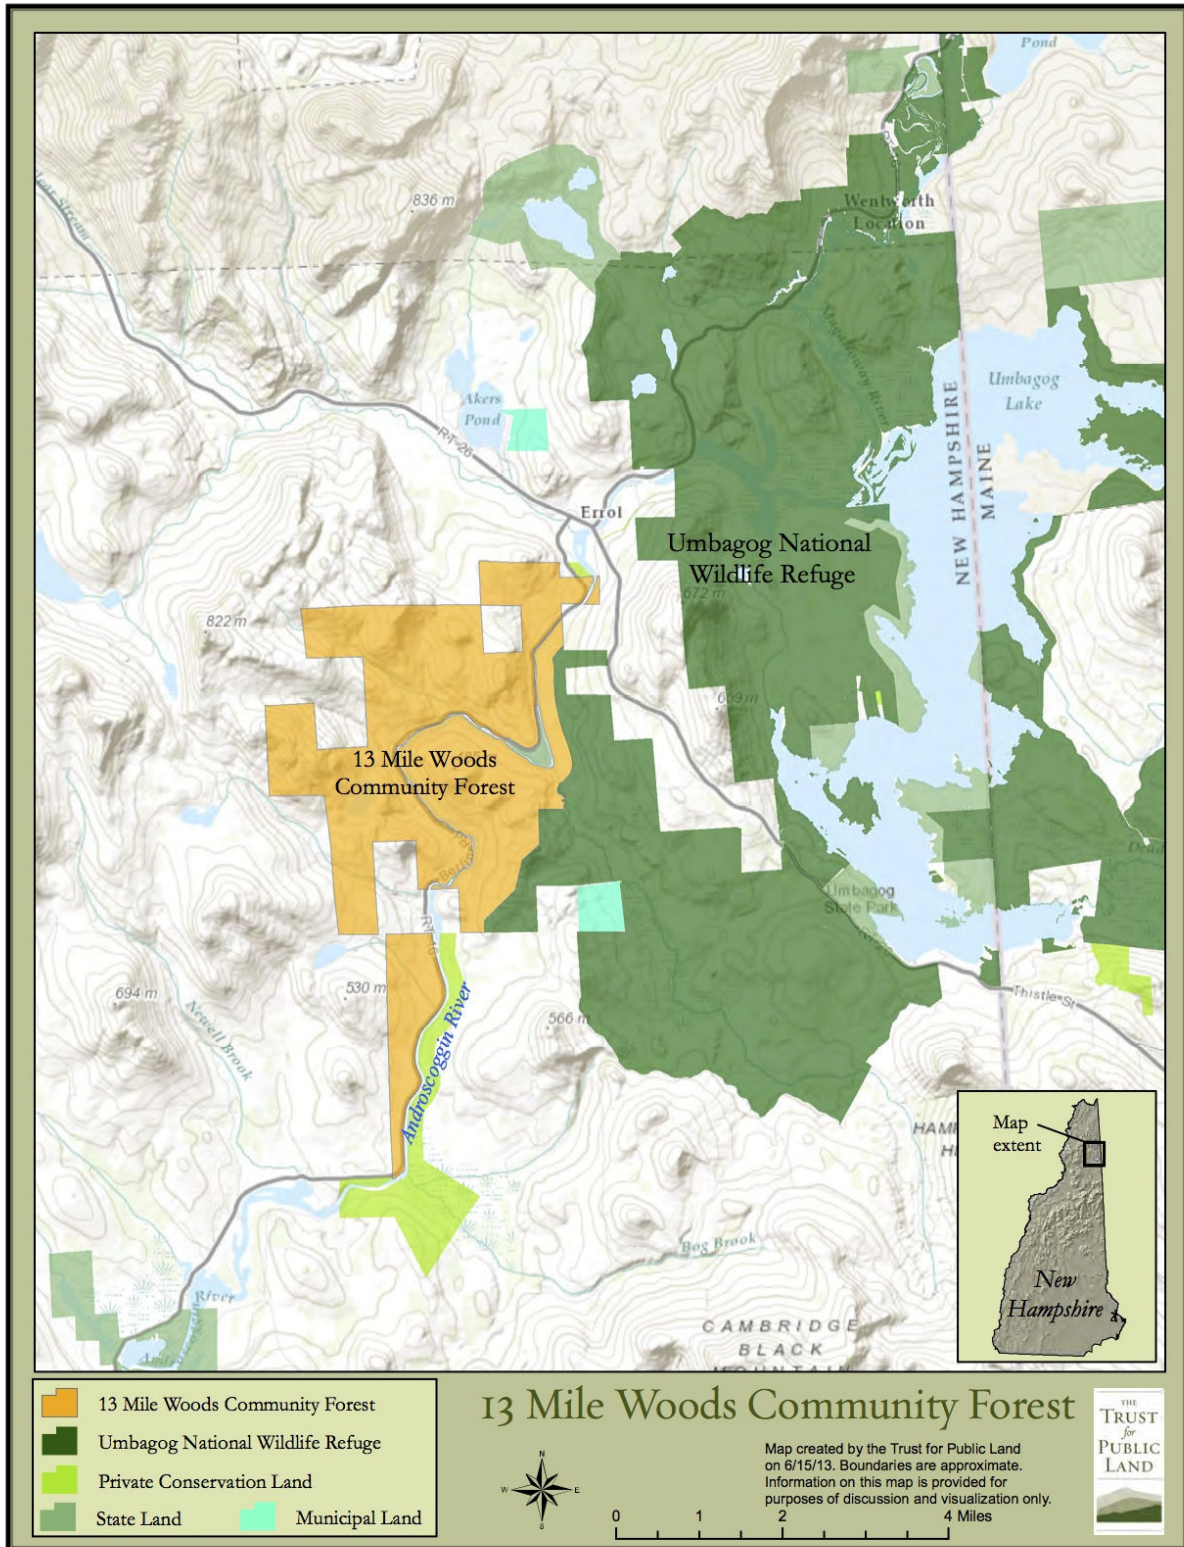 Pond
836 m
Wentworth
Location
Magalloway River
Umbagog
Lake
Akers
Pond
RT 26
NEW HAMPSHIRE
MAINE
Errol
Umbagog National
Wildlife Refuge
672 m
822 m
659 m
13 Mile Woods
Community Forest
Umbagog
State Park
RT 16
694 m
530 m
566 m
Newell Brook
Androscoggin River
Thistle St
Map
extent
New
Hampshire
Bog Brook
River
CAMBRIDGE
BLACK
MOUNTAIN
13 Mile Woods Community Forest
Umbagog National Wildlife Refuge
Private Conservation Land
State Land
Municipal Land
13 Mile Woods Community Forest
N
W
E
S
Map created by the Trust for Public Land
on 6/15/13. Boundaries are approximate.
Information on this map is provided for
purposes of discussion and visualization only.
0 1 2 4 Miles
THE
TRUST
for
PUBLIC
LAND